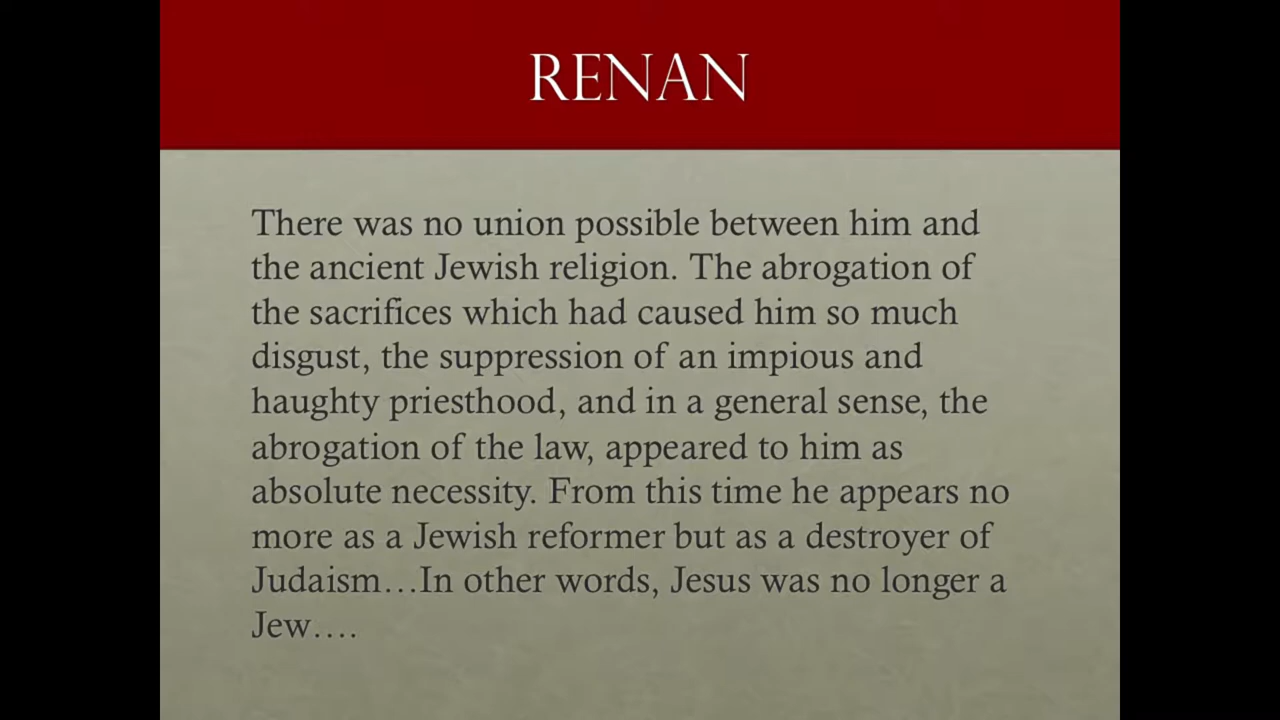 RENAN
There was no union possible between him and
the ancient Jewish religion. The abrogation of
the sacrifices which had caused him so much
disgust, the suppression of an impious and
haughty priesthood, and in a general sense, the
abrogation of the law, appeared to him as
absolute necessity. From this time he appears no
more as a Jewish reformer but as a destroyer of
Judaism…In other words, Jesus was no longer a
Jew….